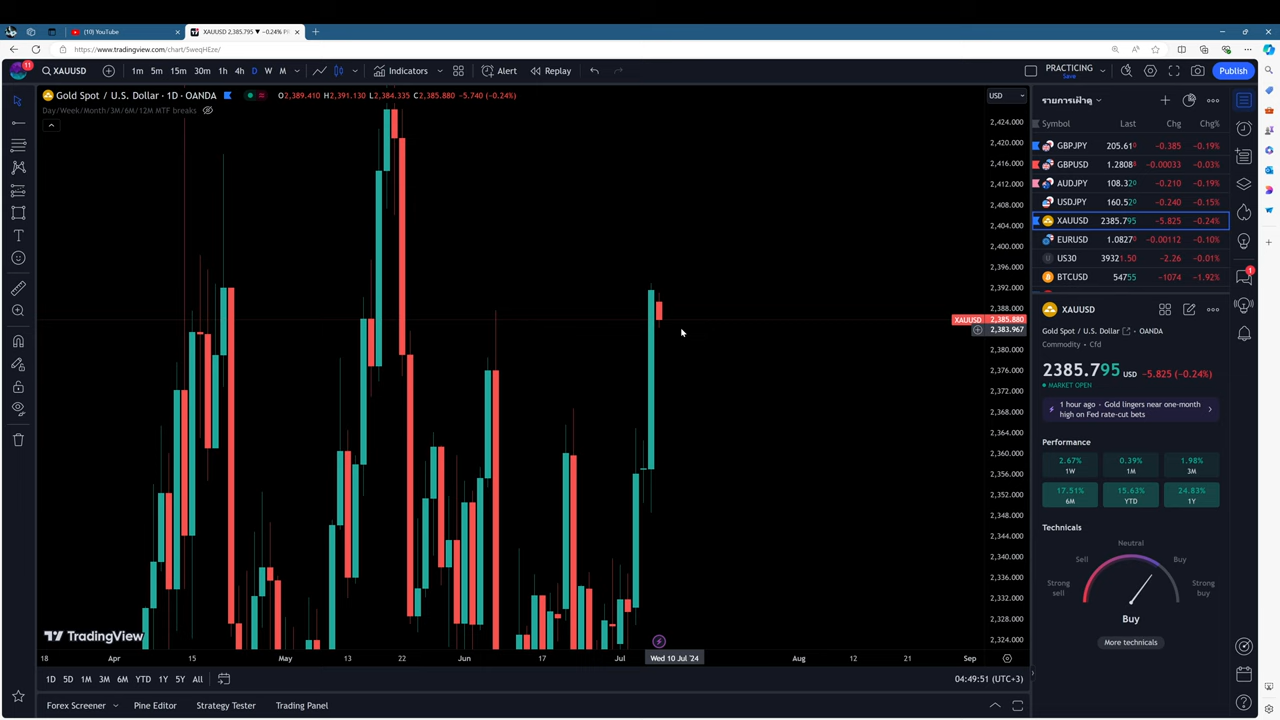 (10) YouTube
XAUUSD 2,385.795 ▼ −0.24% PR
https://www.tradingview.com/chart/5weqHEze/
11
XAUUSD
1m 5m 15m 30m 1h 4h D W M
Indicators
Alert
Replay
PRACTICING
Save
Publish
Gold Spot / U.S. Dollar · 1D · OANDA
O2,389.410 H2,391.130 L2,384.335 C2,385.880 −5.740 (−0.24%)
Day/Week/Month/3M/6M/12M MTF breaks
USD
2,424.000
2,420.000
2,416.000
2,412.000
2,408.000
2,404.000
2,400.000
2,396.000
2,392.000
2,388.000
XAUUSD 2,385.880
2,383.967
2,380.000
2,376.000
2,372.000
2,368.000
2,364.000
2,360.000
2,356.000
2,352.000
2,348.000
2,344.000
2,340.000
2,336.000
2,332.000
2,328.000
2,324.000
TradingView
18 Apr 15 May 13 22 Jun 17 Jul Wed 10 Jul '24 Aug 12 21 Sep
1D 5D 1M 3M 6M YTD 1Y 5Y All
04:49:51 (UTC+3)
Forex Screener
Pine Editor
Strategy Tester
Trading Panel
รายการเฝ้าดู
Symbol Last Chg Chg%
GBPJPY 205.610 −0.385 −0.19%
GBPUSD 1.28088 −0.00033 −0.03%
AUDJPY 108.320 −0.210 −0.19%
USDJPY 160.520 −0.240 −0.15%
XAUUSD 2385.795 −5.825 −0.24%
EURUSD 1.08270 −0.00112 −0.10%
US30 39321.50 −2.26 −0.01%
BTCUSD 54755 −1074 −1.92%
XAUUSD
Gold Spot / U.S. Dollar · OANDA
Commodity · Cfd
2385.795 USD −5.825 (−0.24%)
MARKET OPEN
1 hour ago · Gold lingers near one-month
high on Fed rate-cut bets
Performance
2.67% 0.39% 1.98%
1W 1M 3M
17.51% 15.63% 24.83%
6M YTD 1Y
Technicals
Neutral
Sell Buy
Strong sell
Strong buy
Buy
More technicals
1